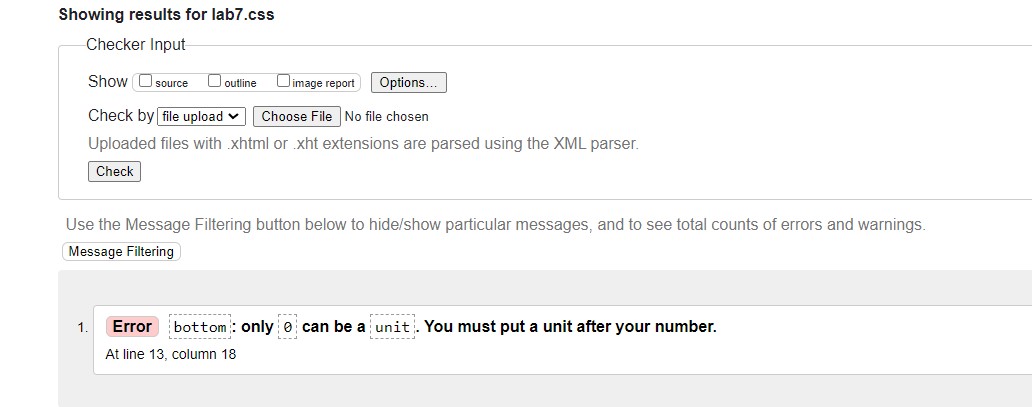 Showing results for lab7.css
Checker Input
Show source outline image report Options...
Check by file upload Choose File No file chosen
Uploaded files with .xhtml or .xht extensions are parsed using the XML parser.
Check
Use the Message Filtering button below to hide/show particular messages, and to see total counts of errors and warnings.
Message Filtering
1. Error bottom: only 0 can be a unit. You must put a unit after your number.
At line 13, column 18